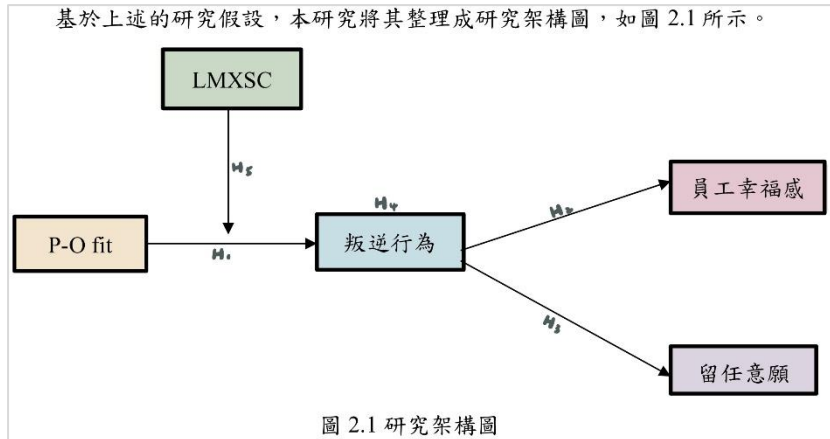 基於上述的研究假設，本研究將其整理成研究架構圖，如圖 2.1 所示。
LMXSC
H5
員工幸福感
H4
H2
P-O fit
叛逆行為
H1
H3
留任意願
圖 2.1 研究架構圖